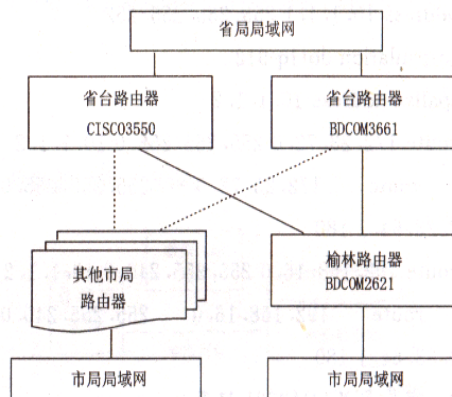 省局局域网
省台路由器
CISCO3550
省台路由器
BDCOM3661
其他市局
路由器
榆林路由器
BDCOM2621
市局局域网
市局局域网